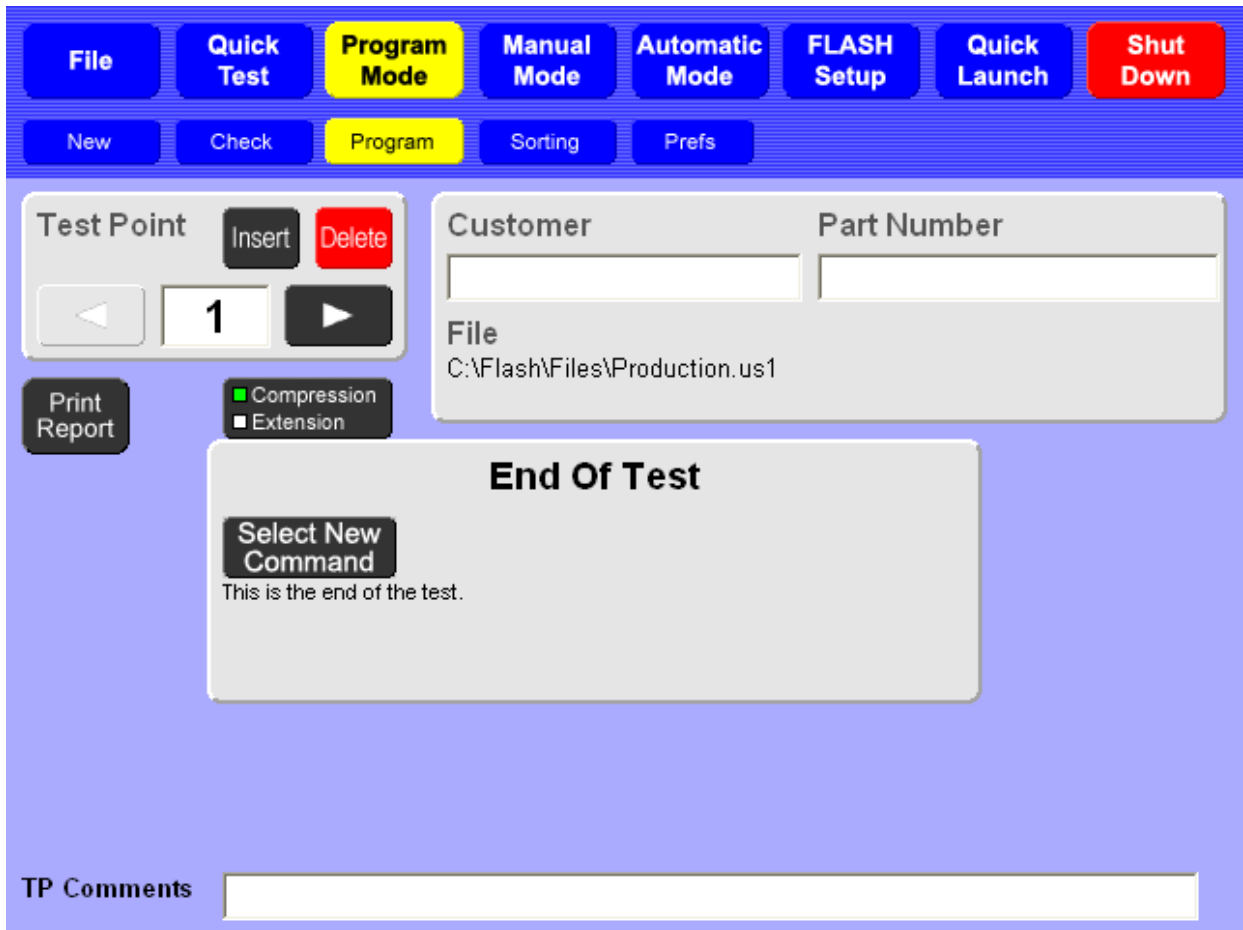 File
Quick
Test
Program
Mode
Manual
Mode
Automatic
Mode
FLASH
Setup
Quick
Launch
Shut
Down
New
Check
Program
Sorting
Prefs
Test Point
Insert
Delete
1
Customer
Part Number
File
C:\Flash\Files\Production.us1
Print
Report
Compression
Extension
End Of Test
Select New
Command
This is the end of the test.
TP Comments